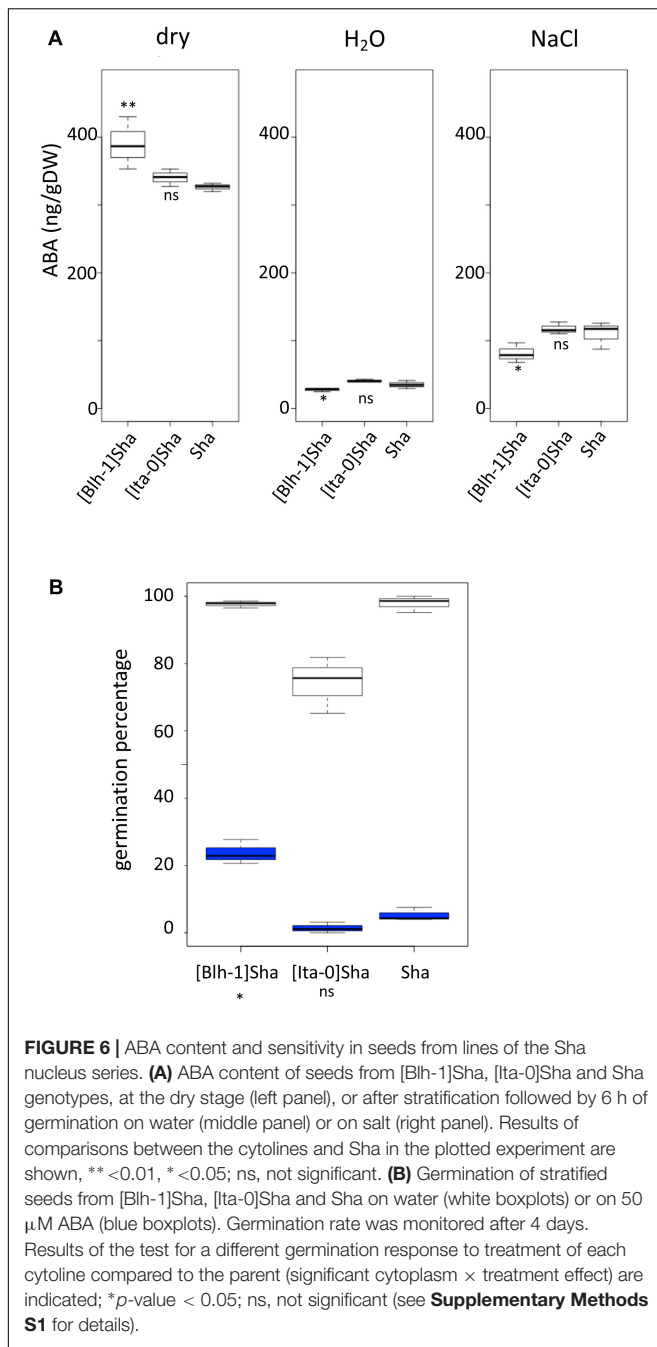 A
dry
H₂O
NaCl
ABA (ng/gDW)
400
200
0
**
ns
[Blh-1]Sha
[Ita-0]Sha
Sha
400
200
0
*
ns
[Blh-1]Sha
[Ita-0]Sha
Sha
400
200
0
*
ns
[Blh-1]Sha
[Ita-0]Sha
Sha
B
germination percentage
100
80
60
40
20
0
[Blh-1]Sha
[Ita-0]Sha
Sha
*
ns
FIGURE 6 | ABA content and sensitivity in seeds from lines of the Sha
nucleus series. (A) ABA content of seeds from [Blh-1]Sha, [Ita-0]Sha and Sha
genotypes, at the dry stage (left panel), or after stratification followed by 6 h of
germination on water (middle panel) or on salt (right panel). Results of
comparisons between the cytolines and Sha in the plotted experiment are
shown, **<0.01, *<0.05; ns, not significant. (B) Germination of stratified
seeds from [Blh-1]Sha, [Ita-0]Sha and Sha on water (white boxplots) or on 50
μM ABA (blue boxplots). Germination rate was monitored after 4 days.
Results of the test for a different germination response to treatment of each
cytoline compared to the parent (significant cytoplasm × treatment effect) are
indicated; *p-value < 0.05; ns, not significant (see Supplementary Methods
S1 for details).